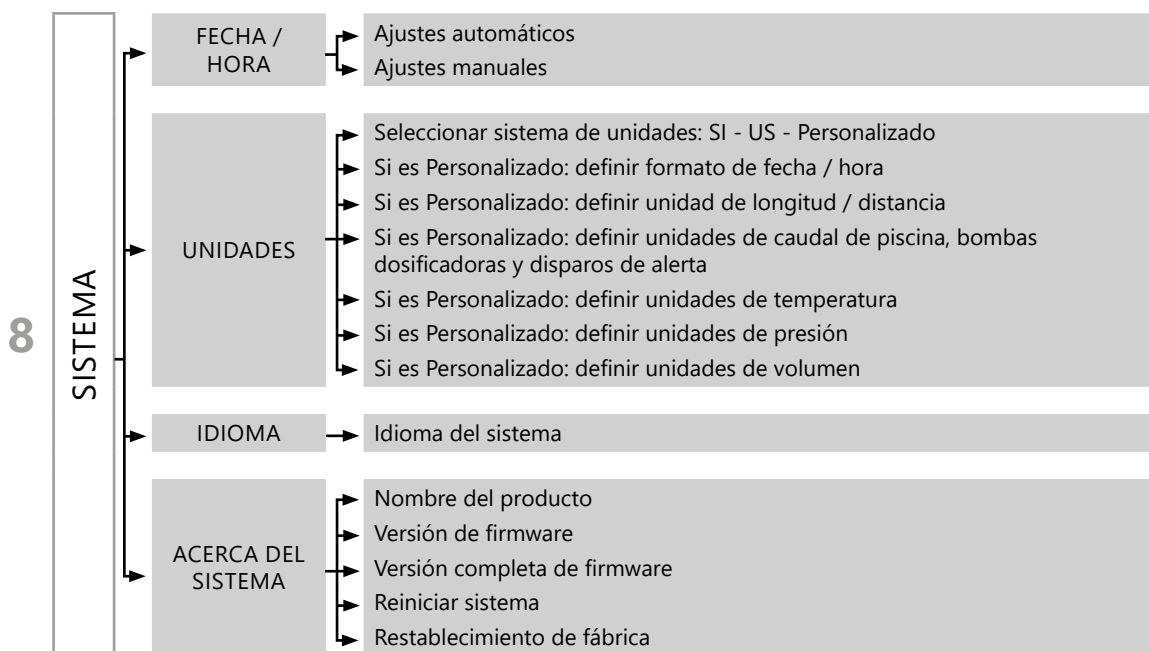 8
SISTEMA
FECHA /
HORA
Ajustes automáticos
Ajustes manuales
UNIDADES
Seleccionar sistema de unidades: SI - US - Personalizado
Si es Personalizado: definir formato de fecha / hora
Si es Personalizado: definir unidad de longitud / distancia
Si es Personalizado: definir unidades de caudal de piscina, bombas
dosificadoras y disparos de alerta
Si es Personalizado: definir unidades de temperatura
Si es Personalizado: definir unidades de presión
Si es Personalizado: definir unidades de volumen
IDIOMA
Idioma del sistema
ACERCA DEL
SISTEMA
Nombre del producto
Versión de firmware
Versión completa de firmware
Reiniciar sistema
Restablecimiento de fábrica